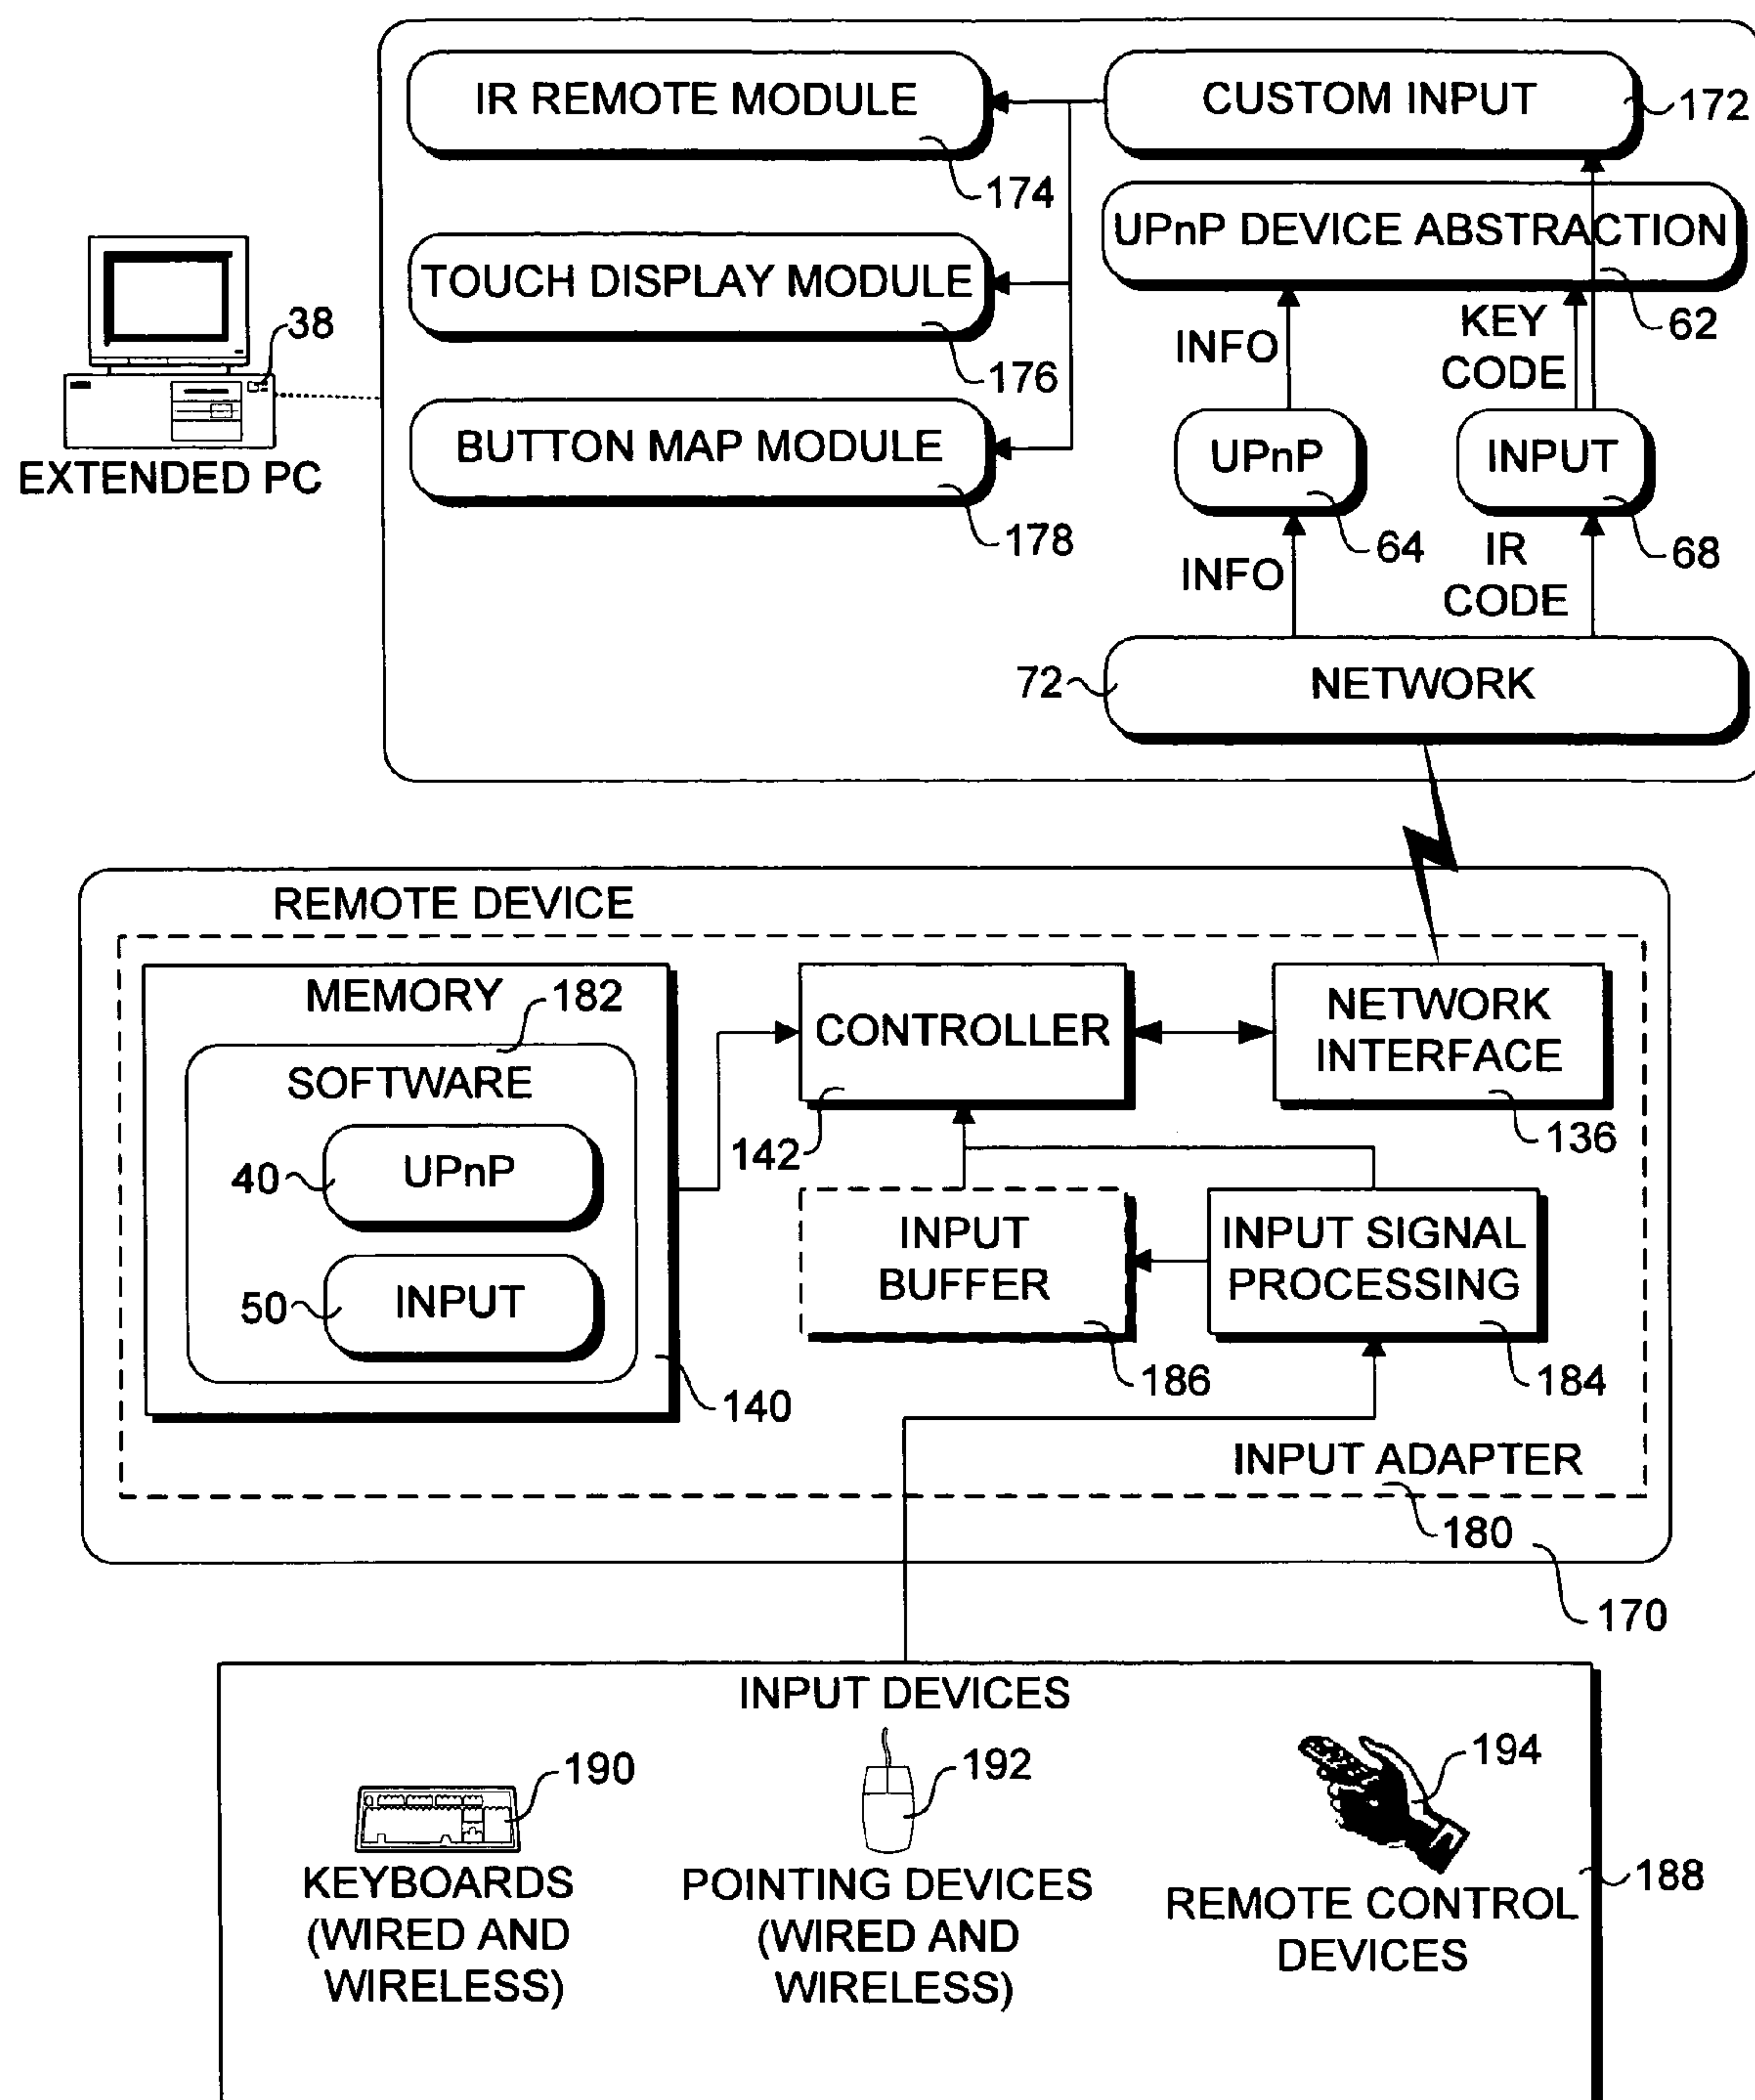 IR REMOTE MODULE
174
CUSTOM INPUT
172
UPnP DEVICE ABSTRACTION
62
TOUCH DISPLAY MODULE
176
38
EXTENDED PC
BUTTON MAP MODULE
178
INFO
KEY
CODE
UPnP
64
INPUT
68
INFO
IR
CODE
72
NETWORK
REMOTE DEVICE
MEMORY
182
SOFTWARE
40
UPnP
50
INPUT
140
CONTROLLER
142
NETWORK
INTERFACE
136
INPUT
BUFFER
186
INPUT SIGNAL
PROCESSING
184
INPUT ADAPTER
180
170
INPUT DEVICES
190
KEYBOARDS
(WIRED AND
WIRELESS)
192
POINTING DEVICES
(WIRED AND
WIRELESS)
194
REMOTE CONTROL
DEVICES
188